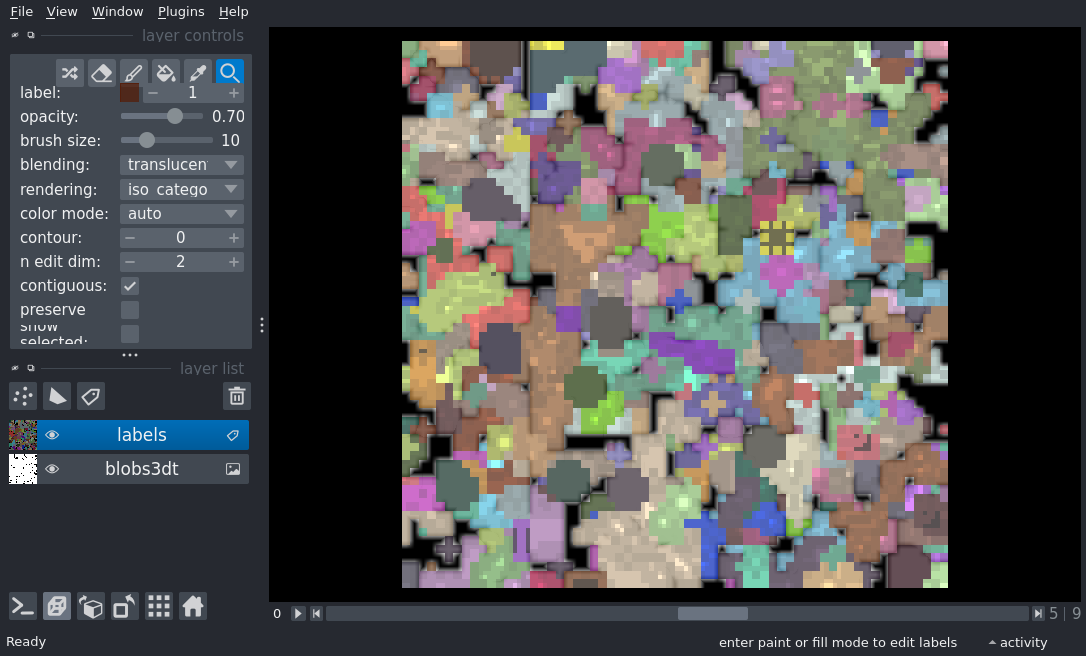 File View Window Plugins Help
layer controls
label: 1
opacity: 0.70
brush size: 10
blending: translucen
rendering: iso_catego
color mode: auto
contour: 0
n edit dim: 2
contiguous:
preserve
show
selected:
layer list
labels
blobs3dt
0 5 | 9
Ready enter paint or fill mode to edit labels activity